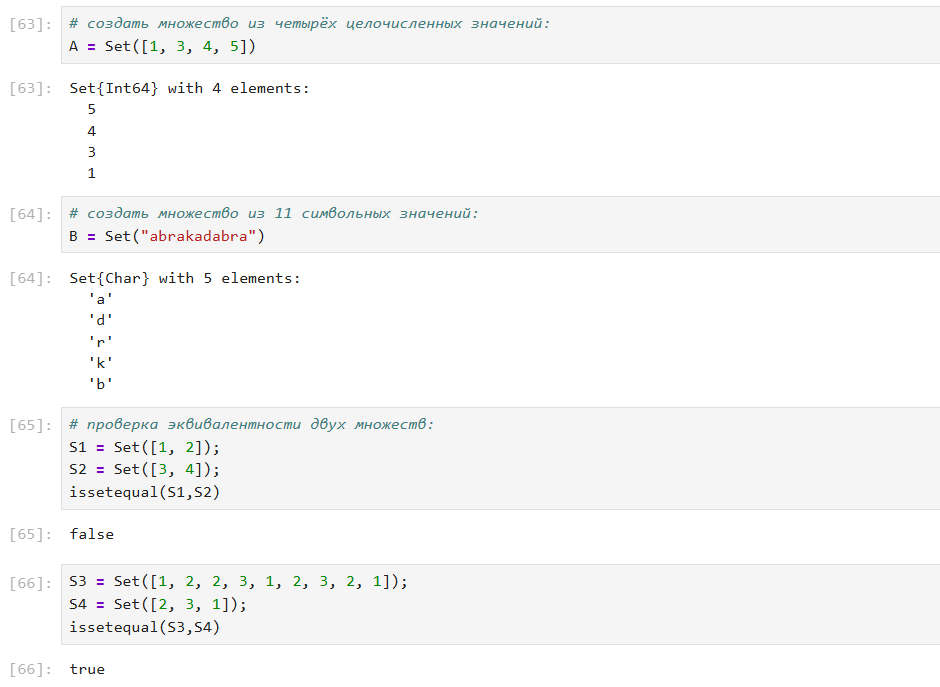 [63]: # создать множество из четырёх целочисленных значений:
A = Set([1, 3, 4, 5])
[63]: Set{Int64} with 4 elements:
5
4
3
1
[64]: # создать множество из 11 символьных значений:
B = Set("abrakadabra")
[64]: Set{Char} with 5 elements:
'a'
'd'
'r'
'k'
'b'
[65]: # проверка эквивалентности двух множеств:
S1 = Set([1, 2]);
S2 = Set([3, 4]);
issetequal(S1,S2)
[65]: false
[66]: S3 = Set([1, 2, 2, 3, 1, 2, 3, 2, 1]);
S4 = Set([2, 3, 1]);
issetequal(S3,S4)
[66]: true